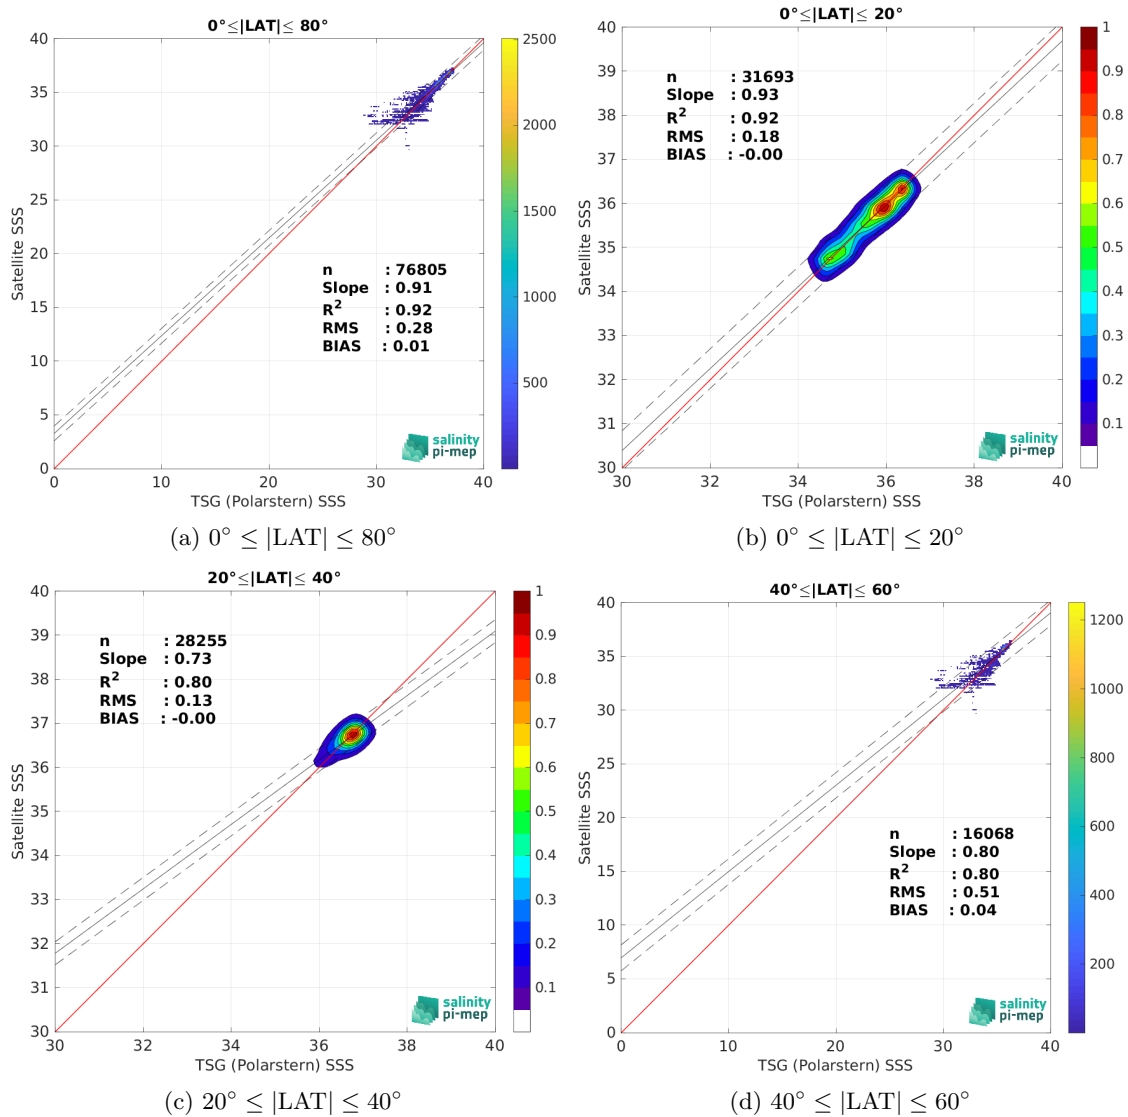 0°≤|LAT|≤ 80°
Satellite SSS
40
35
30
25
20
15
10
5
0
n : 76805
Slope : 0.91
R² : 0.92
RMS : 0.28
BIAS : 0.01
salinity
pi-mep
0 10 20 30 40
TSG (Polarstern) SSS
2500
2000
1500
1000
500
(a) 0° ≤ |LAT| ≤ 80°
0°≤|LAT|≤ 20°
Satellite SSS
40
39
38
37
36
35
34
33
32
31
30
n : 31693
Slope : 0.93
R² : 0.92
RMS : 0.18
BIAS : -0.00
salinity
pi-mep
30 32 34 36 38 40
TSG (Polarstern) SSS
1
0.9
0.8
0.7
0.6
0.5
0.4
0.3
0.2
0.1
(b) 0° ≤ |LAT| ≤ 20°
20°≤|LAT|≤ 40°
Satellite SSS
40
39
38
37
36
35
34
33
32
31
30
n : 28255
Slope : 0.73
R² : 0.80
RMS : 0.13
BIAS : -0.00
salinity
pi-mep
30 32 34 36 38 40
TSG (Polarstern) SSS
1
0.9
0.8
0.7
0.6
0.5
0.4
0.3
0.2
0.1
(c) 20° ≤ |LAT| ≤ 40°
40°≤|LAT|≤ 60°
Satellite SSS
40
35
30
25
20
15
10
5
0
n : 16068
Slope : 0.80
R² : 0.80
RMS : 0.51
BIAS : 0.04
salinity
pi-mep
0 10 20 30 40
TSG (Polarstern) SSS
1200
1000
800
600
400
200
(d) 40° ≤ |LAT| ≤ 60°